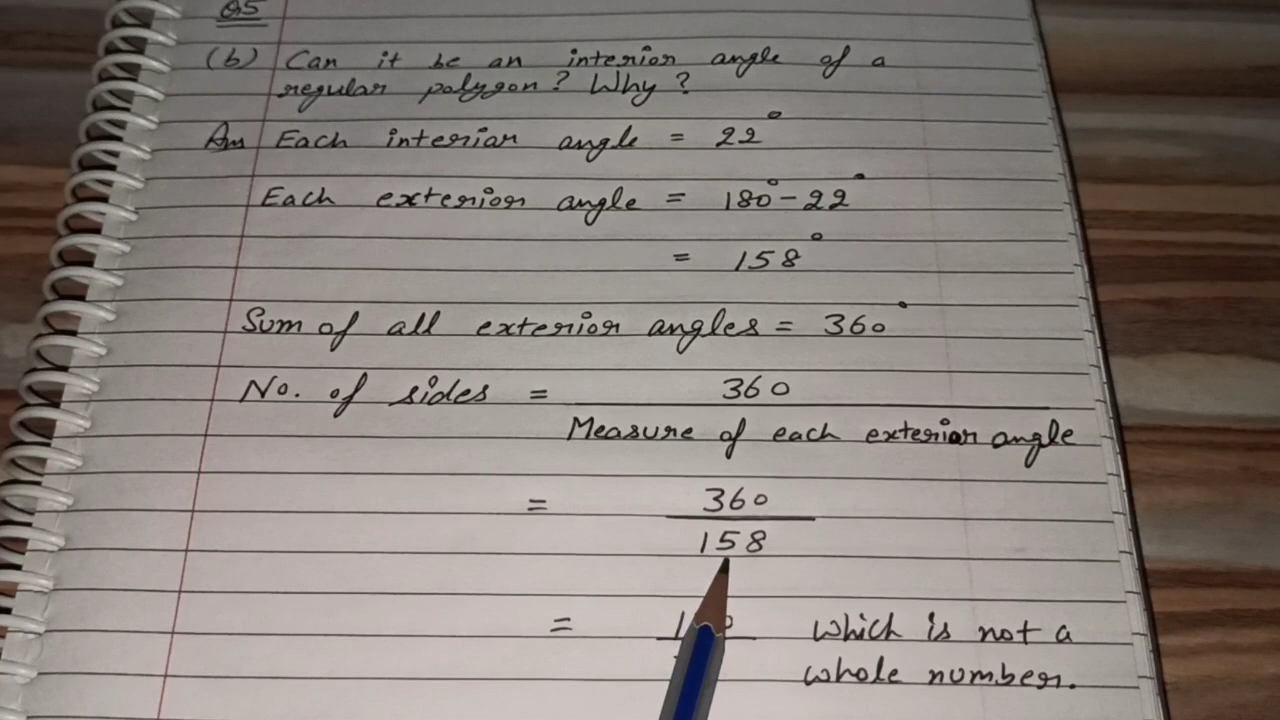 Q5
(b) Can it be an interior angle of a
regular polygon? Why?
Ans Each interior angle = 22°
Each exterior angle = 180° - 22°
= 158°
Sum of all exterior angles = 360°
No. of sides = 360
Measure of each exterior angle
= 360
158
= which is not a
whole number.